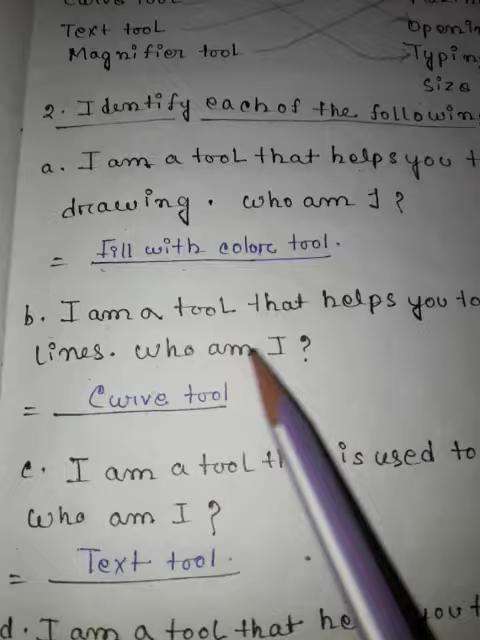 Text tool
Openin
Magnifier tool
Typin
Size
2. Identify each of the followin
a. I am a tool that helps you t
drawing. Who am I?
= Fill with colore tool.
b. I am a tool that helps you to
lines. Who am I?
= Curve tool
c. I am a tool th is used to
Who am I?
= Text tool.
d. I am a tool that he you t